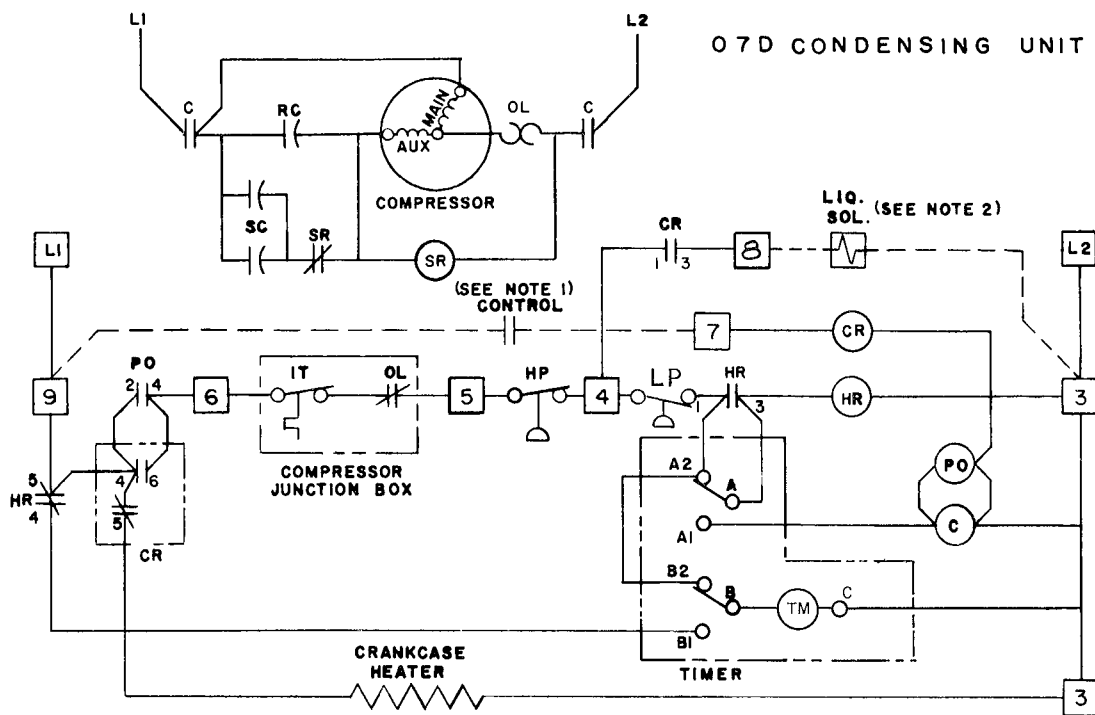 L1
L2
07D CONDENSING UNIT
C
RC
MAIN
AUX
OL
C
COMPRESSOR
SC
SR
SR
CR
1 3
8
LIQ.
SOL. (SEE NOTE 2)
L1
L2
(SEE NOTE 1)
CONTROL
7
CR
9
PO
2 4
6
IT
OL
5
HP
4
LP
HR
1 3
HR
3
COMPRESSOR
JUNCTION BOX
4 6
5
HR
4
5
CR
A2
A
A1
PO
C
B2
B
TM
C
B1
TIMER
CRANKCASE
HEATER
3